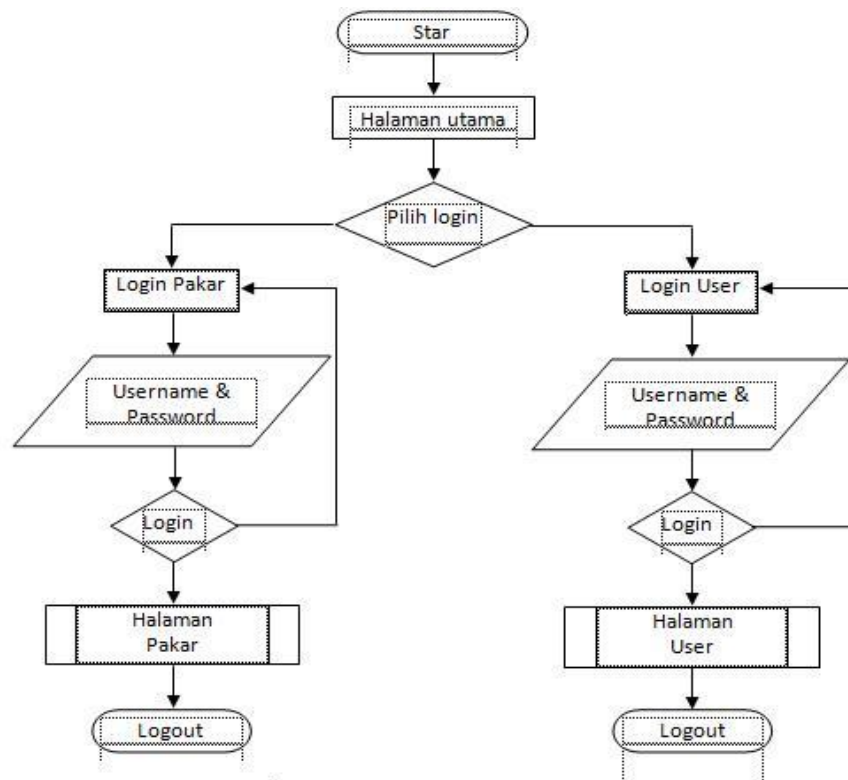 Star
Halaman utama
Pilih login
Login Pakar
Username &
Password
Login
Halaman
Pakar
Logout
Login User
Username &
Password
Login
Halaman
User
Logout